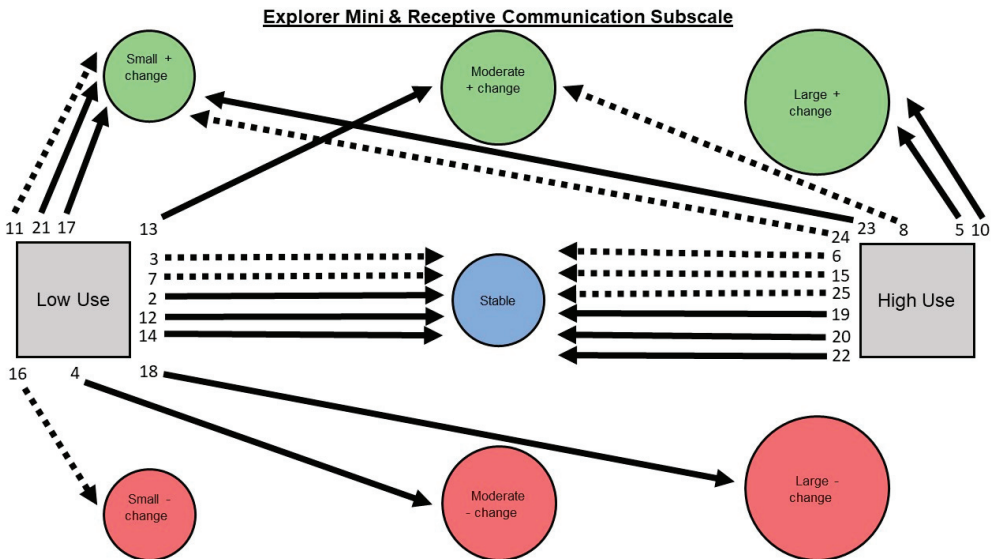 Explorer Mini & Receptive Communication Subscale
Small +
change
Moderate
+ change
Large +
change
11 21 17
13
23 8 5 10
24
3
7
2
12
14
6
15
25
19
20
22
Low Use
Stable
High Use
16 4 18
Small -
change
Moderate
- change
Large -
change